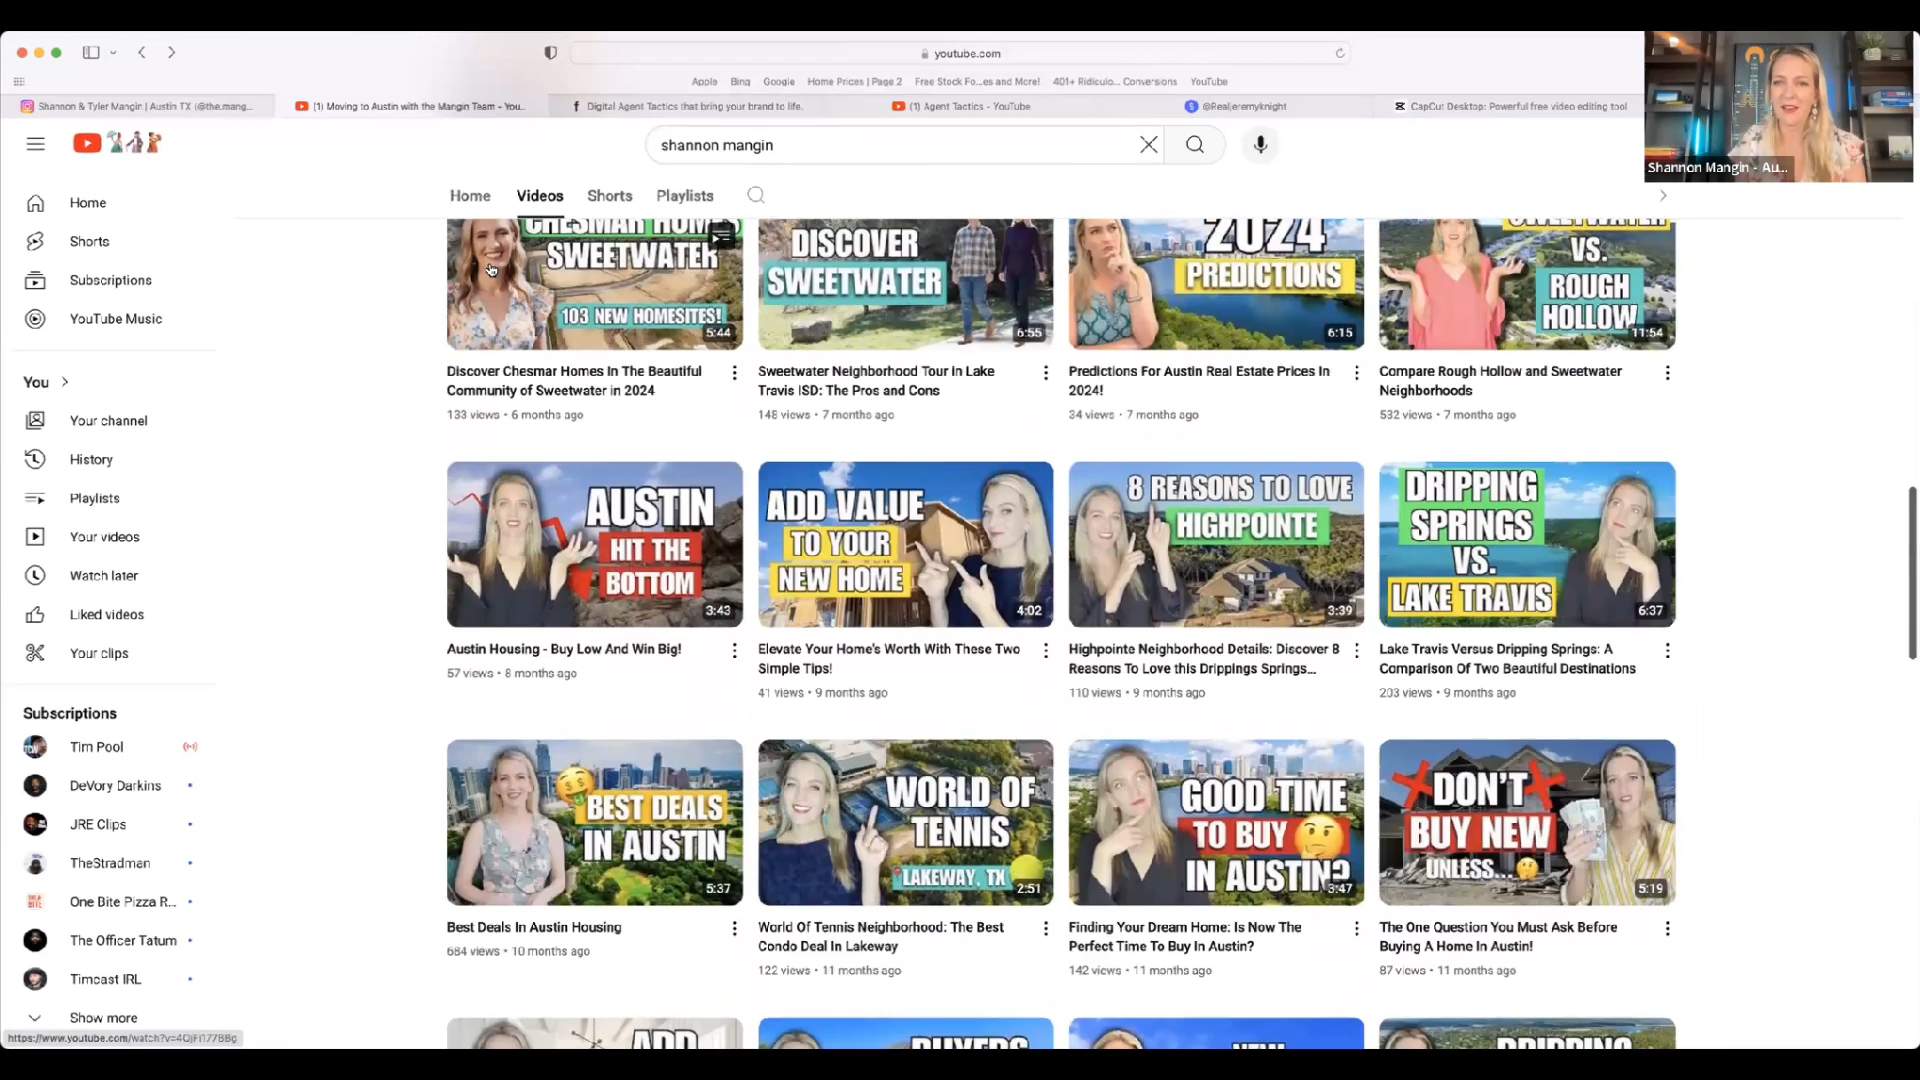 youtube.com
Apple Bing Google Home Prices | Page 2 Free Stock Fo...es and More! 401+ Ridiculo... Conversions YouTube
Shannon & Tyler Mangin | Austin TX (@the.mang...
(1) Moving to Austin with the Mangin Team - You...
Digital Agent Tactics that bring your brand to life.
(1) Agent Tactics - YouTube
@Realjeremyknight
CapCut Desktop: Powerful free video editing tool
Shannon Mangin - Au...
shannon mangin
Home Videos Shorts Playlists
Home
Shorts
Subscriptions
YouTube Music
You
Your channel
History
Playlists
Your videos
Watch later
Liked videos
Your clips
Subscriptions
Tim Pool
DeVory Darkins
JRE Clips
TheStradman
One Bite Pizza R...
The Officer Tatum
Timcast IRL
Show more
https://www.youtube.com/watch?v=4QjFi177BBg
CHESMAR HOMES
SWEETWATER
103 NEW HOMESITES!
5:44
Discover Chesmar Homes In The Beautiful
Community of Sweetwater in 2024
133 views • 6 months ago
DISCOVER
SWEETWATER
6:55
Sweetwater Neighborhood Tour in Lake
Travis ISD: The Pros and Cons
148 views • 7 months ago
2024
PREDICTIONS
6:15
Predictions For Austin Real Estate Prices In
2024!
34 views • 7 months ago
SWEETWATER
VS.
ROUGH
HOLLOW
11:54
Compare Rough Hollow and Sweetwater
Neighborhoods
532 views • 7 months ago
AUSTIN
HIT THE
BOTTOM
3:43
Austin Housing - Buy Low And Win Big!
57 views • 8 months ago
ADD VALUE
TO YOUR
NEW HOME
4:02
Elevate Your Home's Worth With These Two
Simple Tips!
41 views • 9 months ago
8 REASONS TO LOVE
HIGHPOINTE
3:39
Highpointe Neighborhood Details: Discover 8
Reasons To Love this Drippings Springs...
110 views • 9 months ago
DRIPPING
SPRINGS
VS.
LAKE TRAVIS
6:37
Lake Travis Versus Dripping Springs: A
Comparison Of Two Beautiful Destinations
203 views • 9 months ago
BEST DEALS
IN AUSTIN
5:37
Best Deals In Austin Housing
684 views • 10 months ago
WORLD OF
TENNIS
LAKEWAY, TX
2:51
World Of Tennis Neighborhood: The Best
Condo Deal In Lakeway
122 views • 11 months ago
GOOD TIME
TO BUY
IN AUSTIN?
3:47
Finding Your Dream Home: Is Now The
Perfect Time To Buy In Austin?
142 views • 11 months ago
DON'T
BUY NEW
UNLESS...
5:19
The One Question You Must Ask Before
Buying A Home In Austin!
87 views • 11 months ago
ADD
BUYERS
NEW
DRIPPING